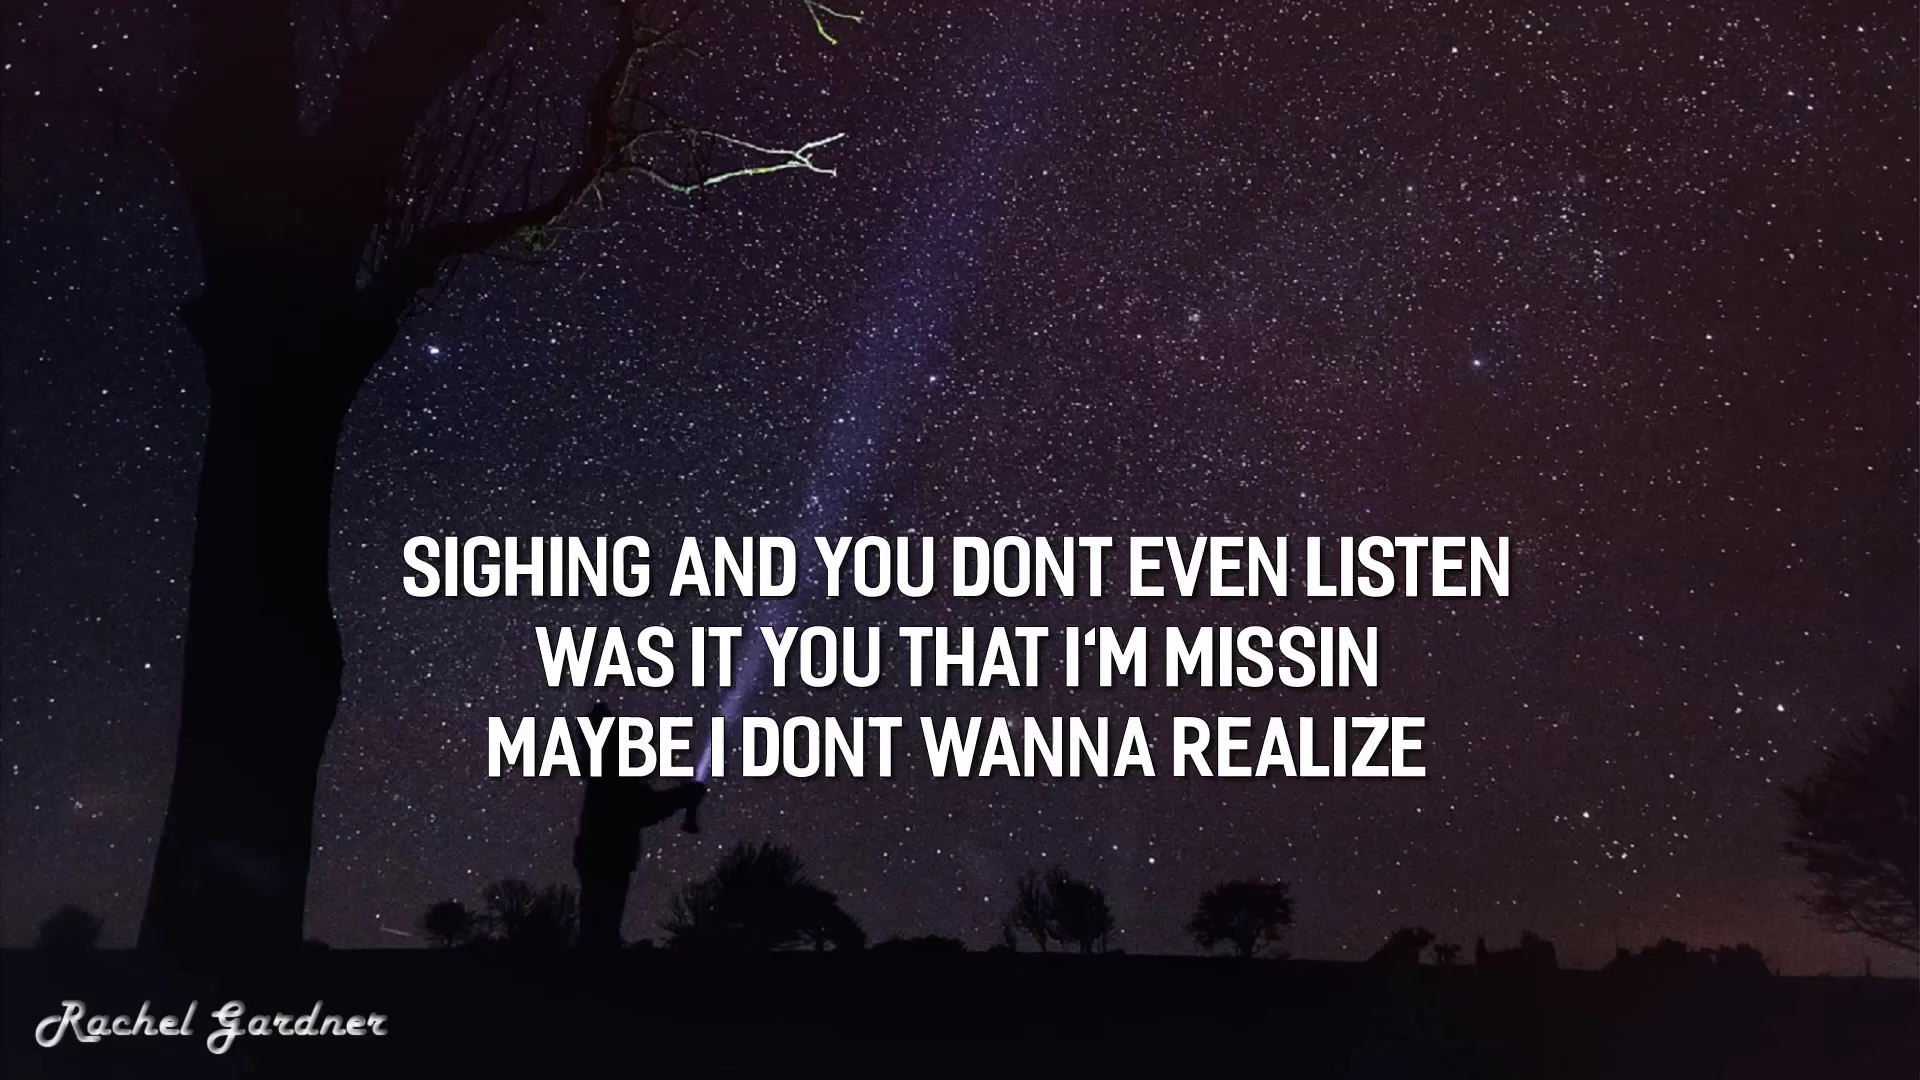 SIGHING AND YOU DONT EVEN LISTEN
WAS IT YOU THAT I‘M MISSIN
MAYBE I DONT WANNA REALIZE
Rachel Gardner